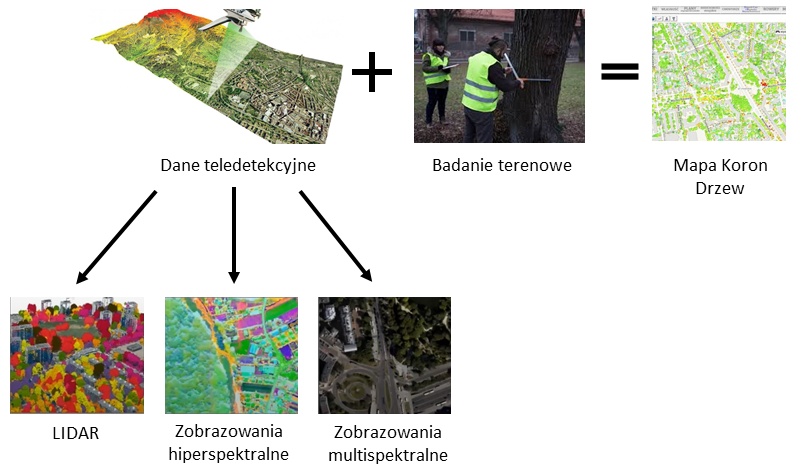 Dane teledetekcyjne
Badanie terenowe
Mapa Koron
Drzew
LIDAR
Zobrazowania
hiperspektralne
Zobrazowania
multispektralne